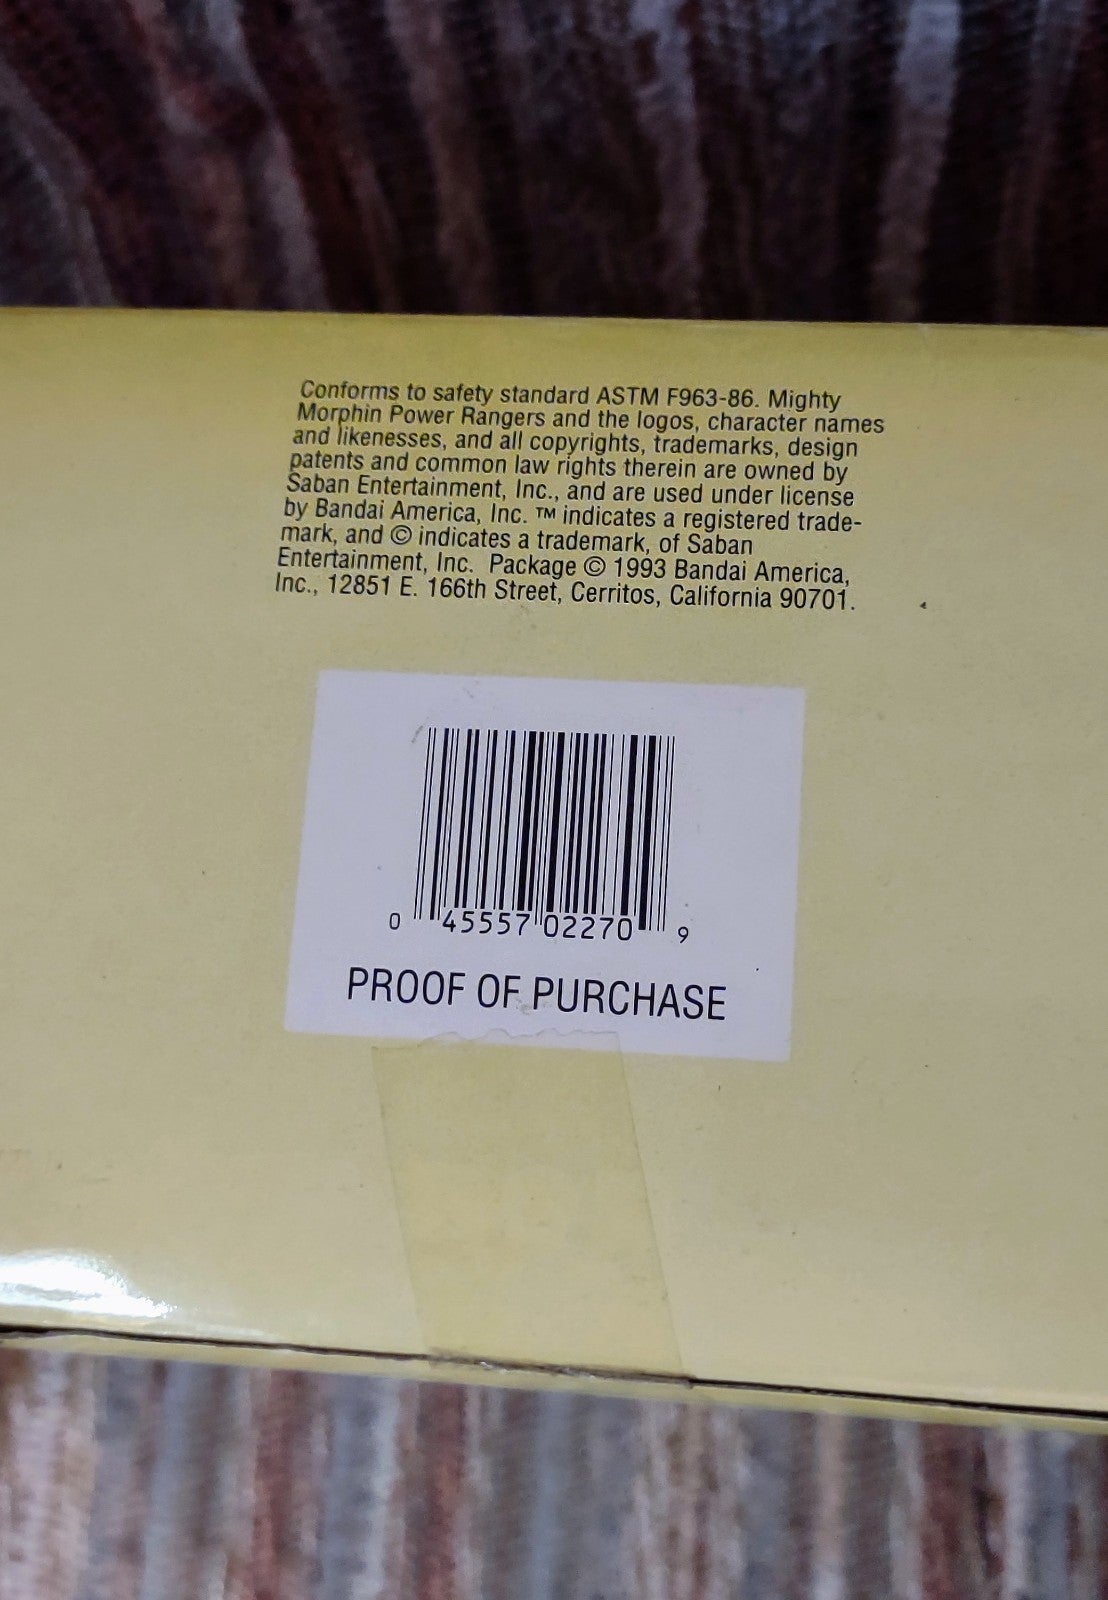 Conforms to safety standard ASTM F963-86. Mighty
Morphin Power Rangers and the logos, character names
and likenesses, and all copyrights, trademarks, design
patents and common law rights therein are owned by
Saban Entertainment, Inc., and are used under license
by Bandai America, Inc. ™ indicates a registered trade-
mark, and © indicates a trademark, of Saban
Entertainment, Inc. Package © 1993 Bandai America,
Inc., 12851 E. 166th Street, Cerritos, California 90701.
0 45557 02270 9
PROOF OF PURCHASE